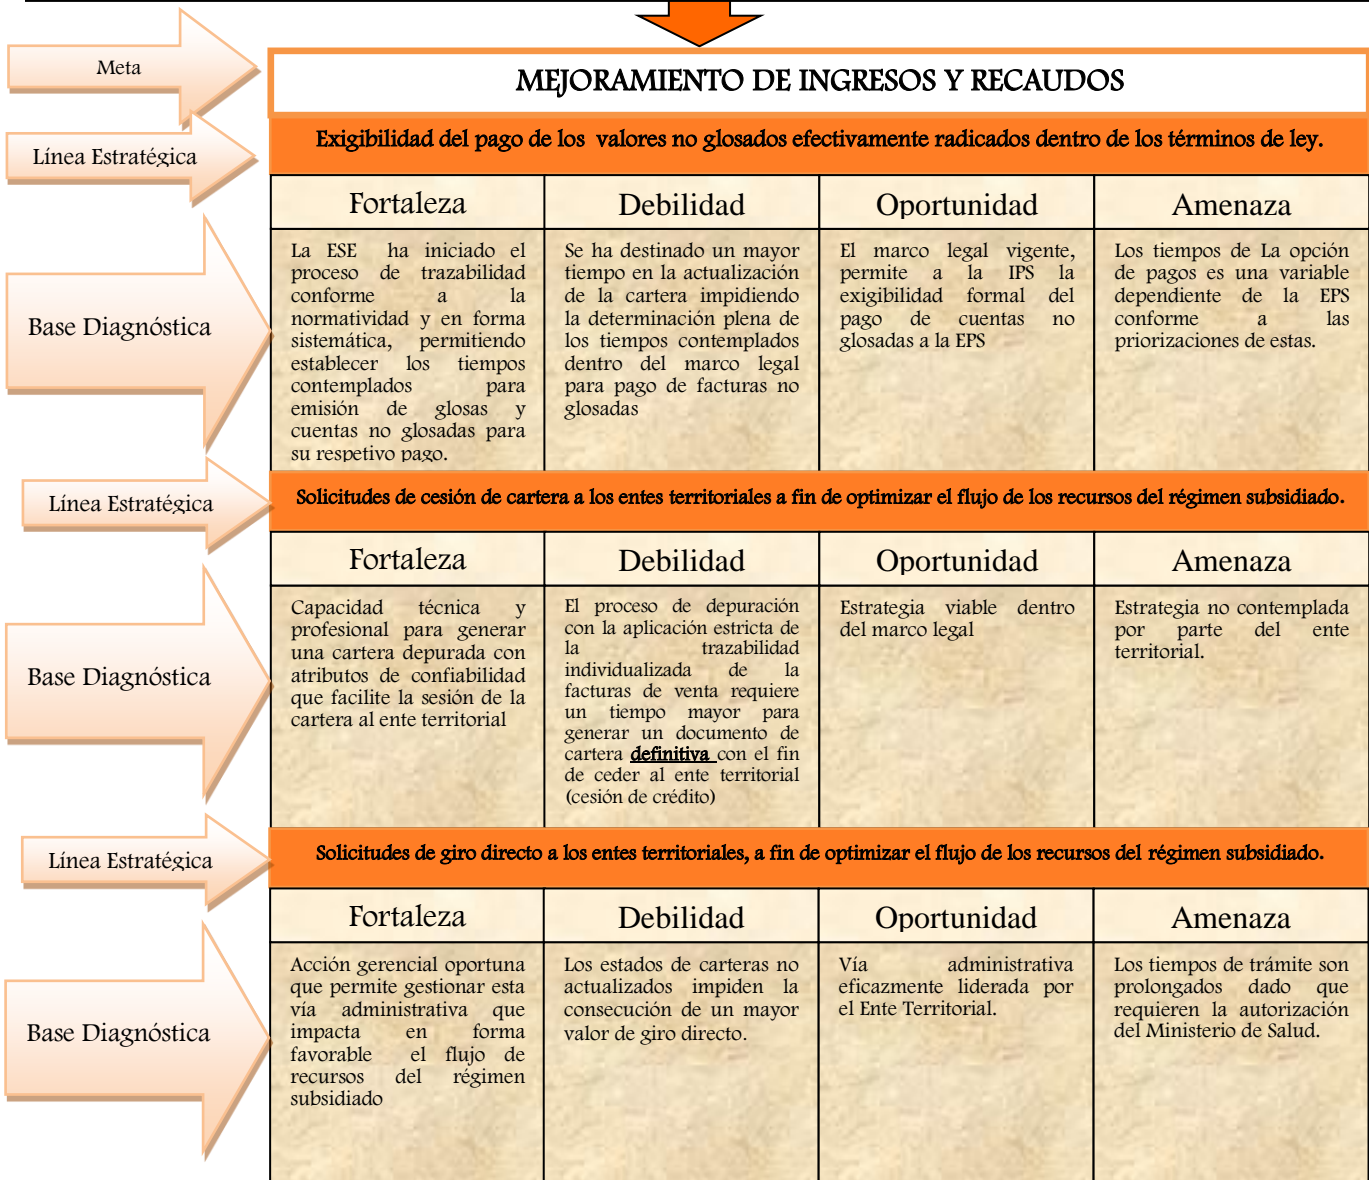 Meta
MEJORAMIENTO DE INGRESOS Y RECAUDOS
Línea Estratégica
Exigibilidad del pago de los valores no glosados efectivamente radicados dentro de los términos de ley.
Base Diagnóstica
Fortaleza
La ESE ha iniciado el
proceso de trazabilidad
conforme a la
normatividad y en forma
sistemática, permitiendo
establecer los tiempos
contemplados para
emisión de glosas y
cuentas no glosadas para
su respetivo pago.
Debilidad
Se ha destinado un mayor
tiempo en la actualización
de la cartera impidiendo
la determinación plena de
los tiempos contemplados
dentro del marco legal
para pago de facturas no
glosadas
Oportunidad
El marco legal vigente,
permite a la IPS la
exigibilidad formal del
pago de cuentas no
glosadas a la EPS
Amenaza
Los tiempos de La opción
de pagos es una variable
dependiente de la EPS
conforme a las
priorizaciones de estas.
Línea Estratégica
Solicitudes de cesión de cartera a los entes territoriales a fin de optimizar el flujo de los recursos del régimen subsidiado.
Base Diagnóstica
Fortaleza
Capacidad técnica y
profesional para generar
una cartera depurada con
atributos de confiabilidad
que facilite la sesión de la
cartera al ente territorial
Debilidad
El proceso de depuración
con la aplicación estricta de
la trazabilidad
individualizada de la
facturas de venta requiere
un tiempo mayor para
generar un documento de
cartera definitiva con el fin
de ceder al ente territorial
(cesión de crédito)
Oportunidad
Estrategia viable dentro
del marco legal
Amenaza
Estrategia no contemplada
por parte del ente
territorial.
Línea Estratégica
Solicitudes de giro directo a los entes territoriales, a fin de optimizar el flujo de los recursos del régimen subsidiado.
Base Diagnóstica
Fortaleza
Acción gerencial oportuna
que permite gestionar esta
vía administrativa que
impacta en forma
favorable el flujo de
recursos del régimen
subsidiado
Debilidad
Los estados de carteras no
actualizados impiden la
consecución de un mayor
valor de giro directo.
Oportunidad
Vía administrativa
eficazmente liderada por
el Ente Territorial.
Amenaza
Los tiempos de trámite son
prolongados dado que
requieren la autorización
del Ministerio de Salud.